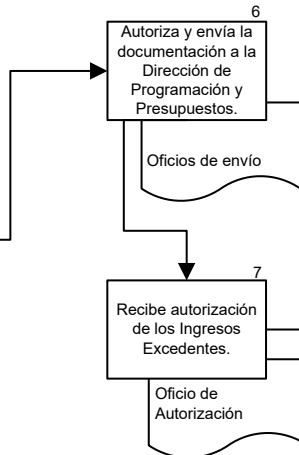 6
Autoriza y envía la
documentación a la
Dirección de
Programación y
Presupuestos.
Oficios de envío
7
Recibe autorización
de los Ingresos
Excedentes.
Oficio de
Autorización